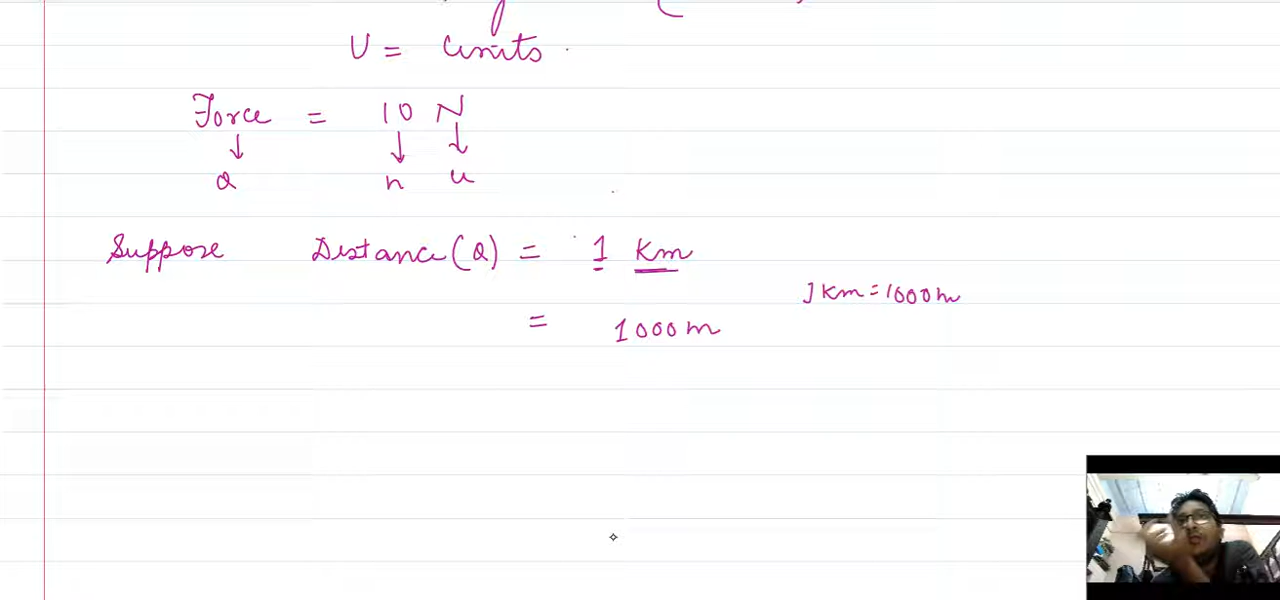 U = units
Force = 10 N
↓ ↓ ↓
Q n u
Suppose Distance (Q) = 1 Km
1 Km = 1000 m
= 1000 m